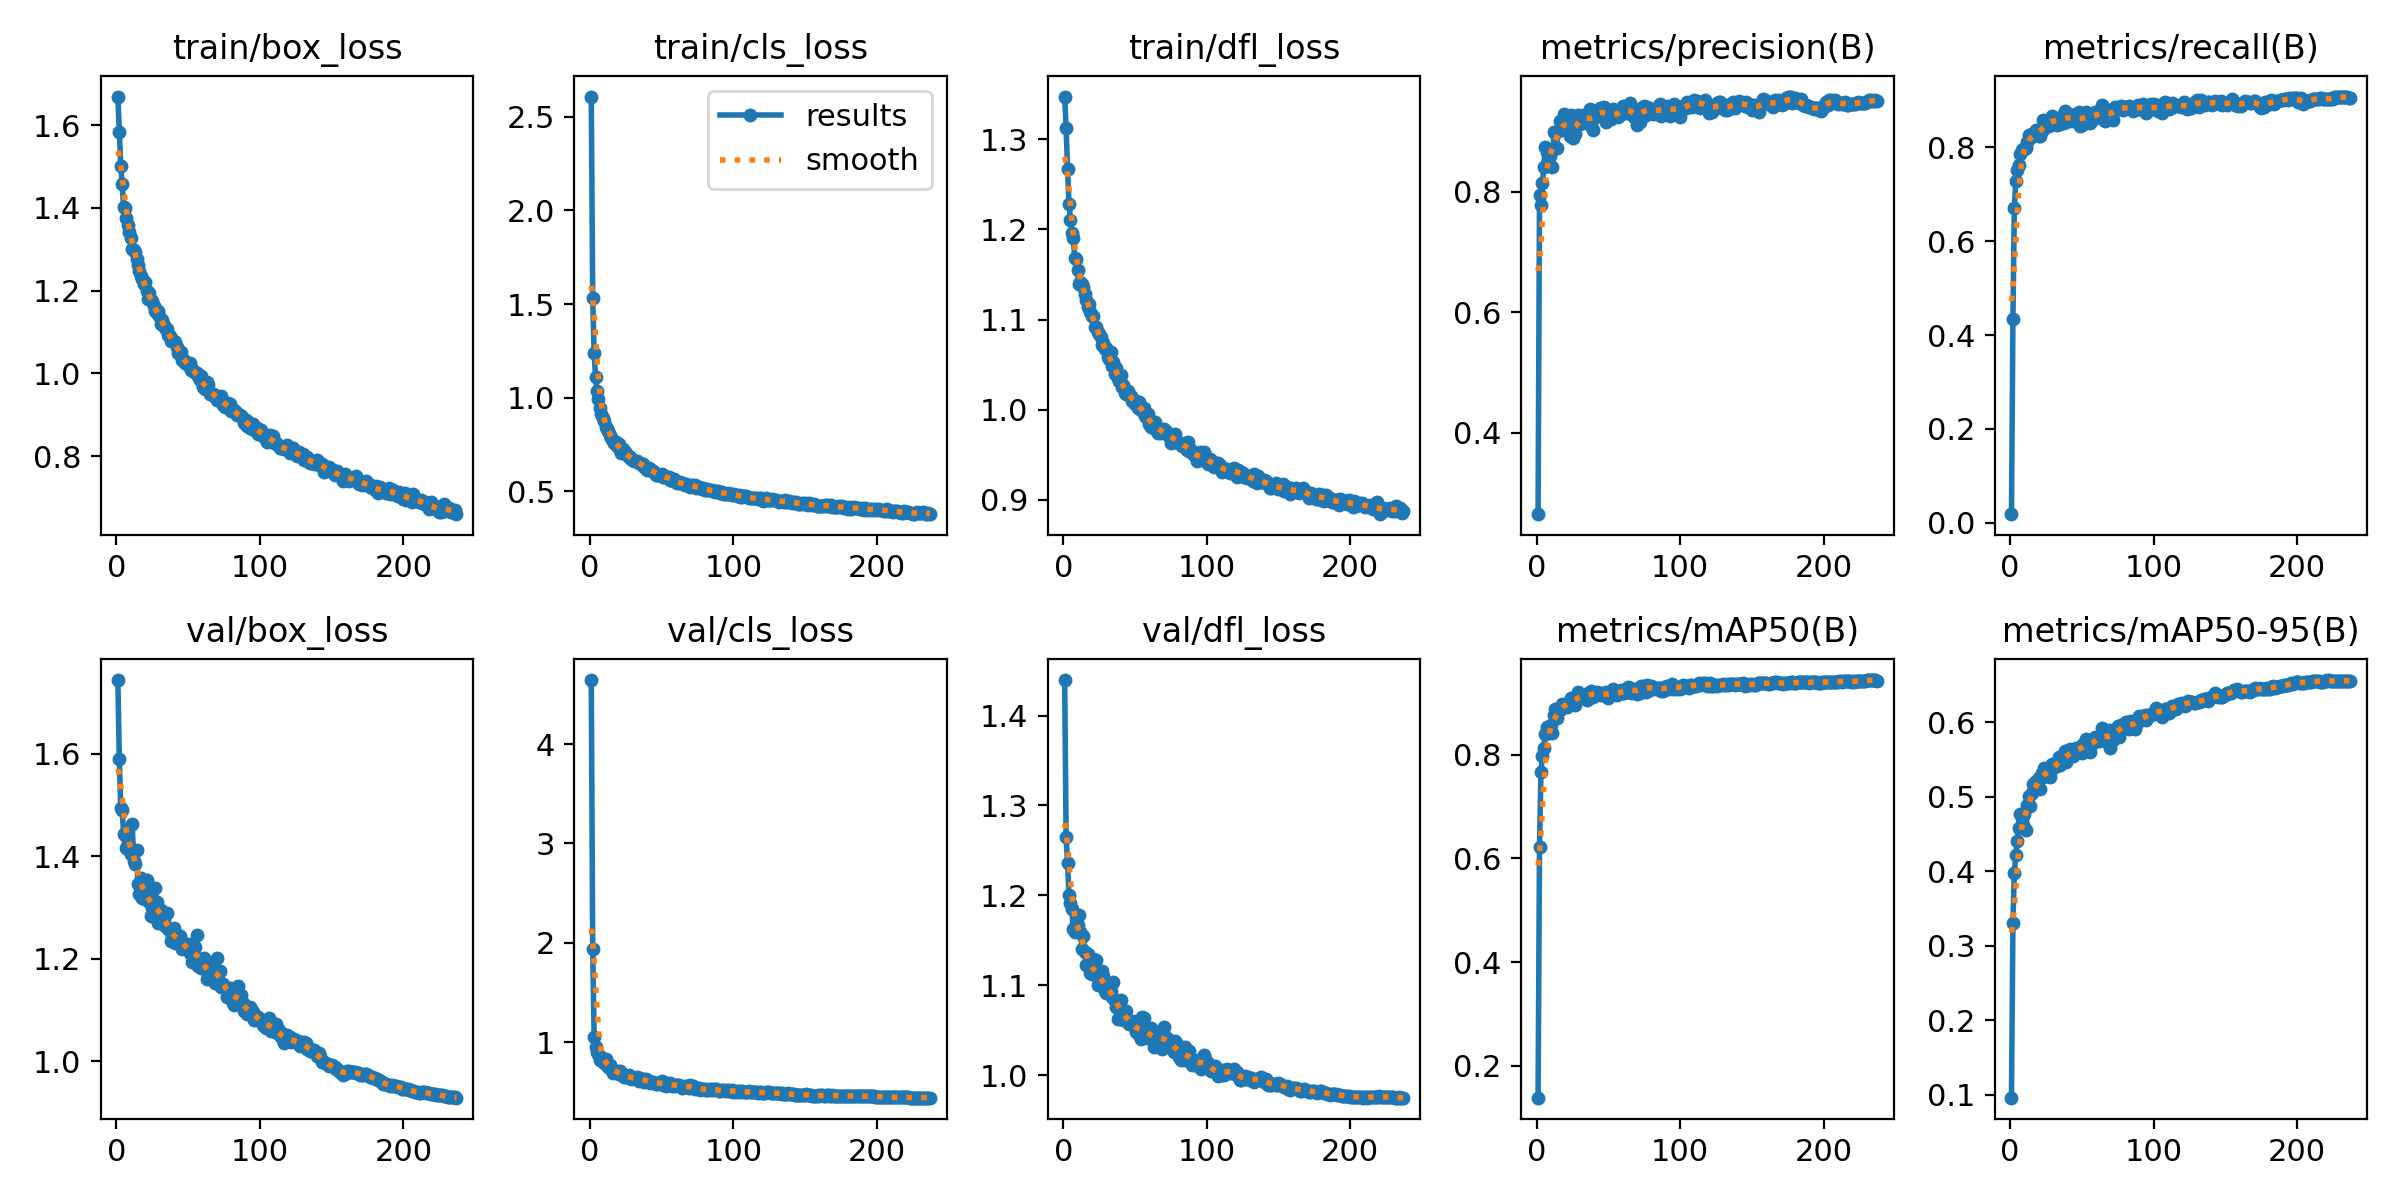 train/box_loss
train/cls_loss
train/dfl_loss
metrics/precision(B)
metrics/recall(B)
1.6
1.4
1.2
1.0
0.8
0 100 200
2.5
2.0
1.5
1.0
0.5
results
smooth
0 100 200
1.3
1.2
1.1
1.0
0.9
0 100 200
0.8
0.6
0.4
0 100 200
0.8
0.6
0.4
0.2
0.0
0 100 200
val/box_loss
val/cls_loss
val/dfl_loss
metrics/mAP50(B)
metrics/mAP50-95(B)
1.6
1.4
1.2
1.0
0 100 200
4
3
2
1
0 100 200
1.4
1.3
1.2
1.1
1.0
0 100 200
0.8
0.6
0.4
0.2
0 100 200
0.6
0.5
0.4
0.3
0.2
0.1
0 100 200